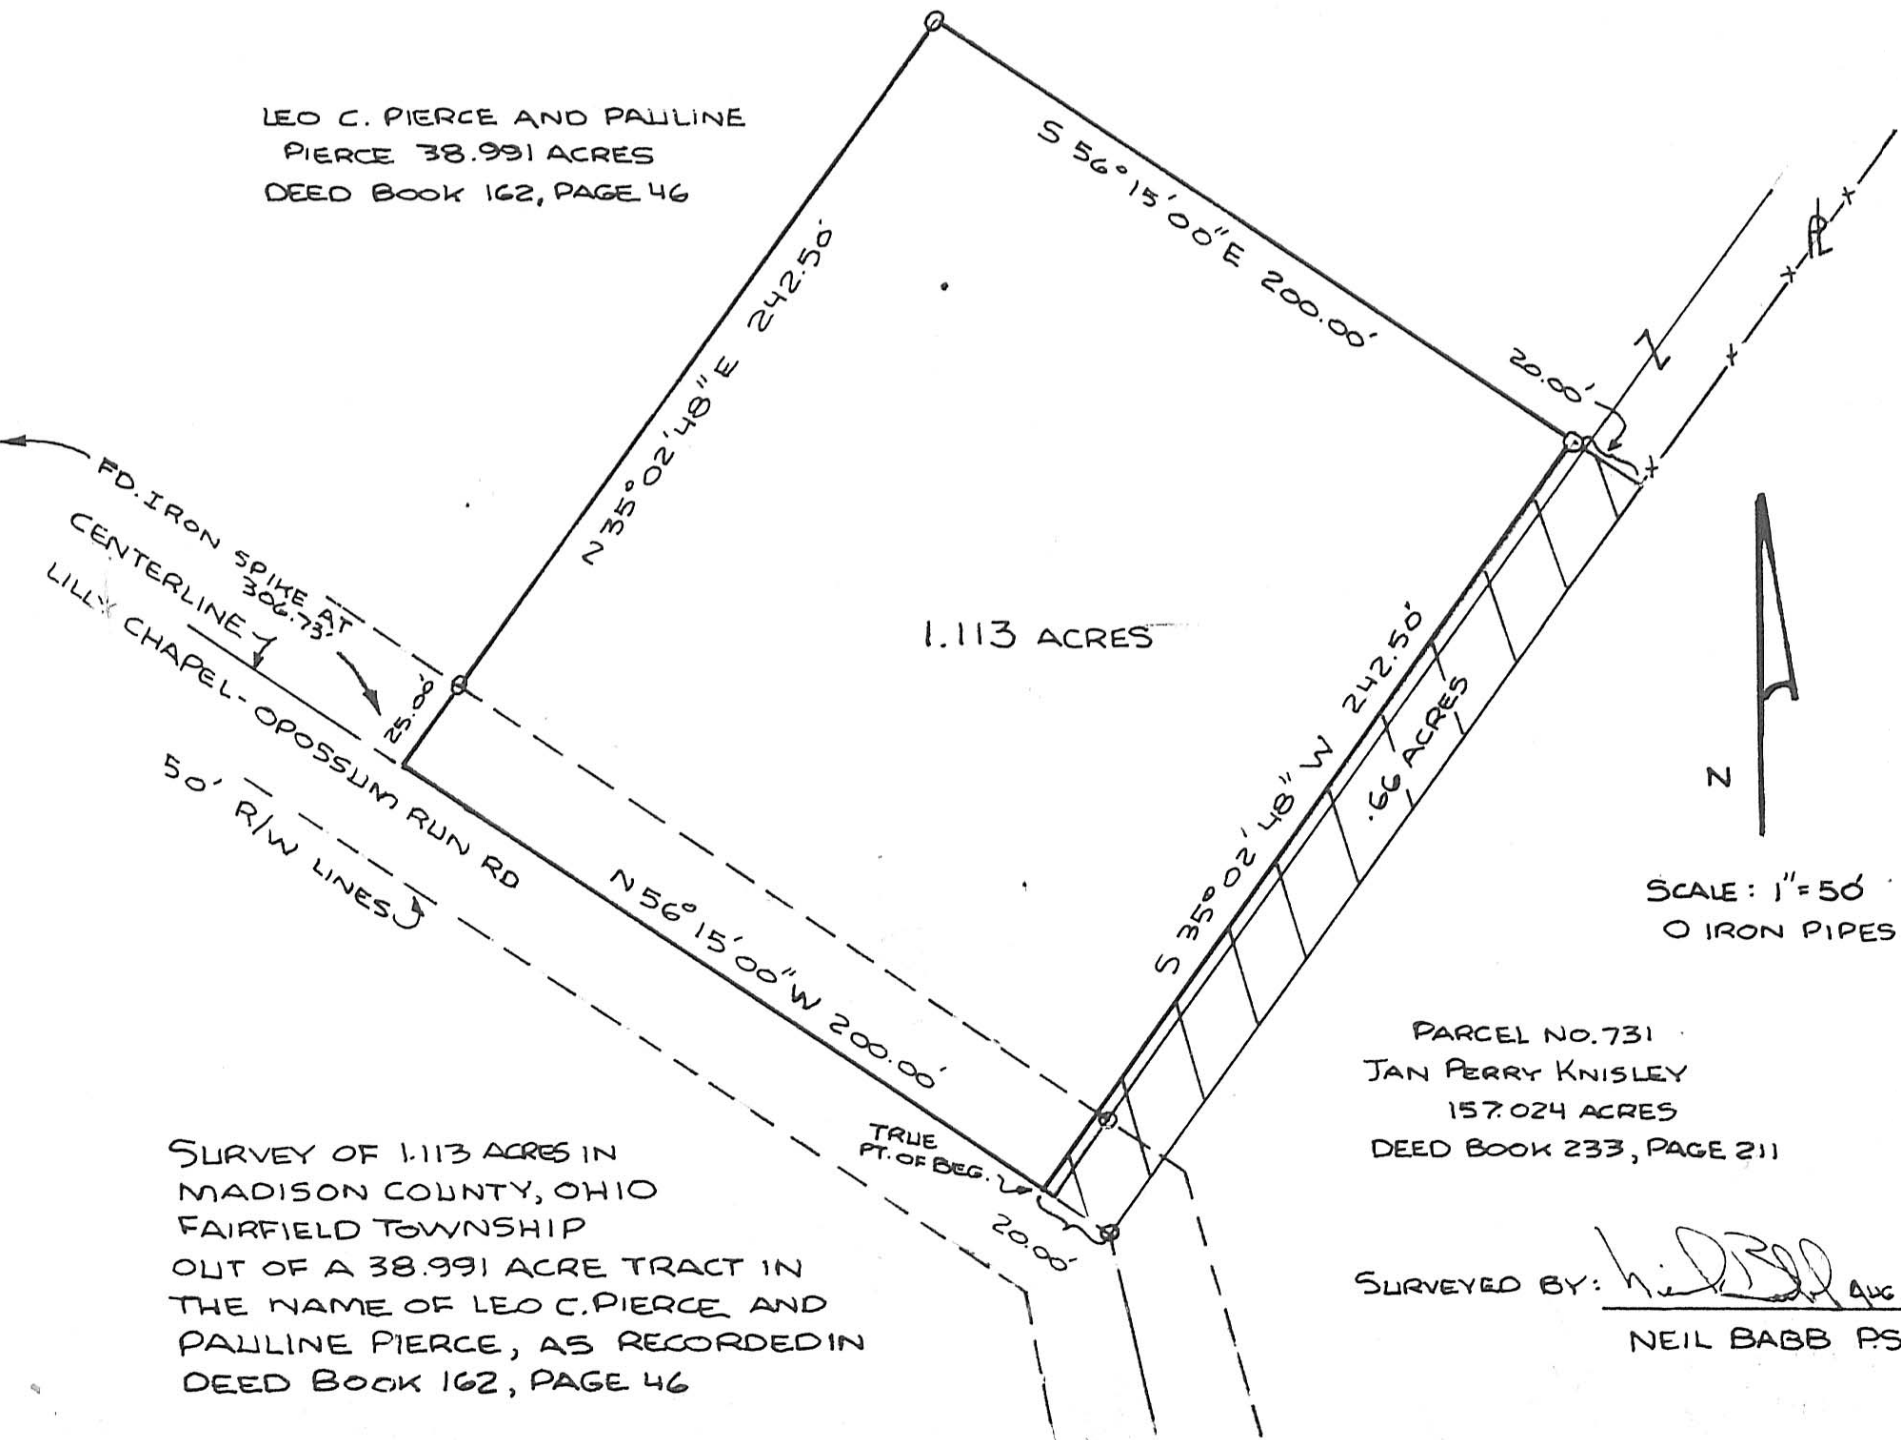 LEO C. PIERCE AND PAULINE
PIERCE 38.991 ACRES
DEED BOOK 162, PAGE 46
S 56° 15' 00" E 200.00'
N 35° 02' 48" E 242.50'
20.00'
Z
PL
FD. IRON SPIKE AT
306.73'
CENTERLINE
LILLY CHAPEL-OPOSSUM RUN RD
25.00'
50' R/W LINES
1.113 ACRES
S 35° 02' 48" W 242.50'
.66 ACRES
N 56° 15' 00" W 200.00'
N
SCALE: 1"=50'
O IRON PIPES
PARCEL NO. 731
JAN PERRY KNISLEY
157.024 ACRES
DEED BOOK 233, PAGE 211
TRUE
PT. OF BEG.
20.00'
SURVEY OF 1.113 ACRES IN
MADISON COUNTY, OHIO
FAIRFIELD TOWNSHIP
OUT OF A 38.991 ACRE TRACT IN
THE NAME OF LEO C. PIERCE AND
PAULINE PIERCE, AS RECORDED IN
DEED BOOK 162, PAGE 46
SURVEYED BY: Neil Babb AUG
NEIL BABB P.S